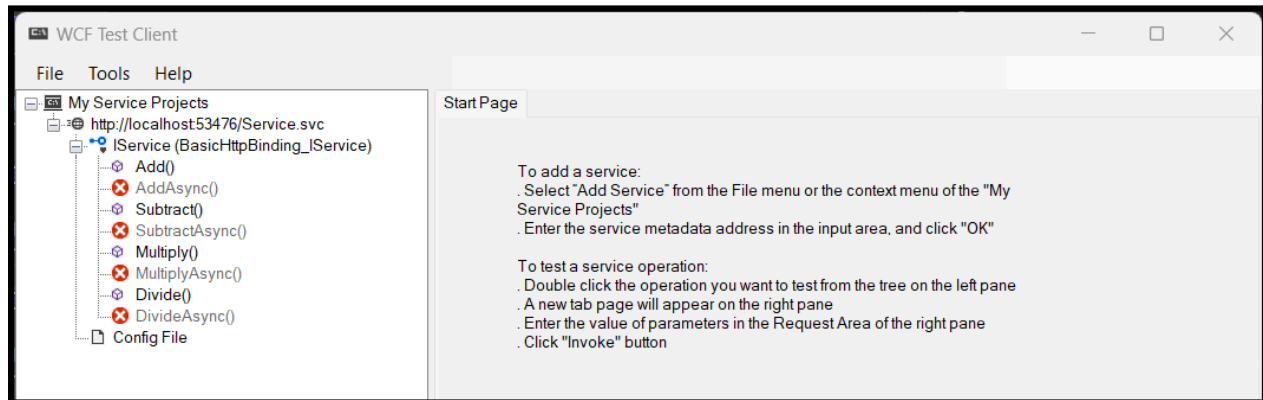 WCF Test Client
File Tools Help
My Service Projects
http://localhost:53476/Service.svc
IService (BasicHttpBinding_IService)
Add()
AddAsync()
Subtract()
SubtractAsync()
Multiply()
MultiplyAsync()
Divide()
DivideAsync()
Config File
Start Page
To add a service:
. Select "Add Service" from the File menu or the context menu of the "My
Service Projects"
. Enter the service metadata address in the input area, and click "OK"
To test a service operation:
. Double click the operation you want to test from the tree on the left pane
. A new tab page will appear on the right pane
. Enter the value of parameters in the Request Area of the right pane
. Click "Invoke" button